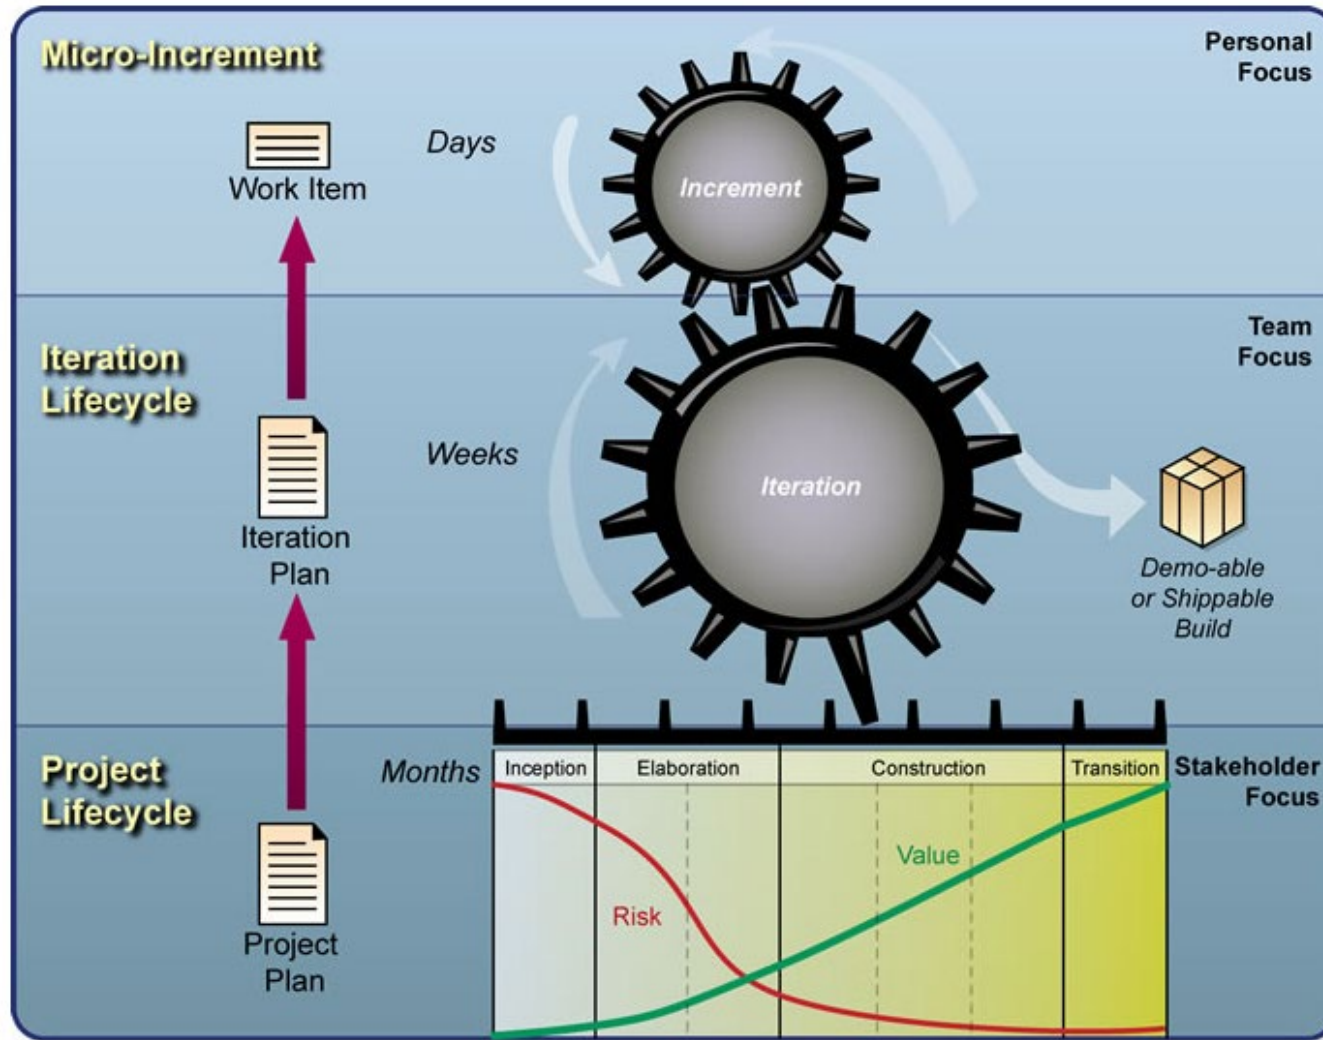 Micro-Increment
Personal
Focus
Days
Work Item
Increment
Iteration
Lifecycle
Team
Focus
Weeks
Iteration
Iteration
Plan
Demo-able
or Shippable
Build
Project
Lifecycle
Months
Inception
Elaboration
Construction
Transition
Stakeholder
Focus
Value
Risk
Project
Plan